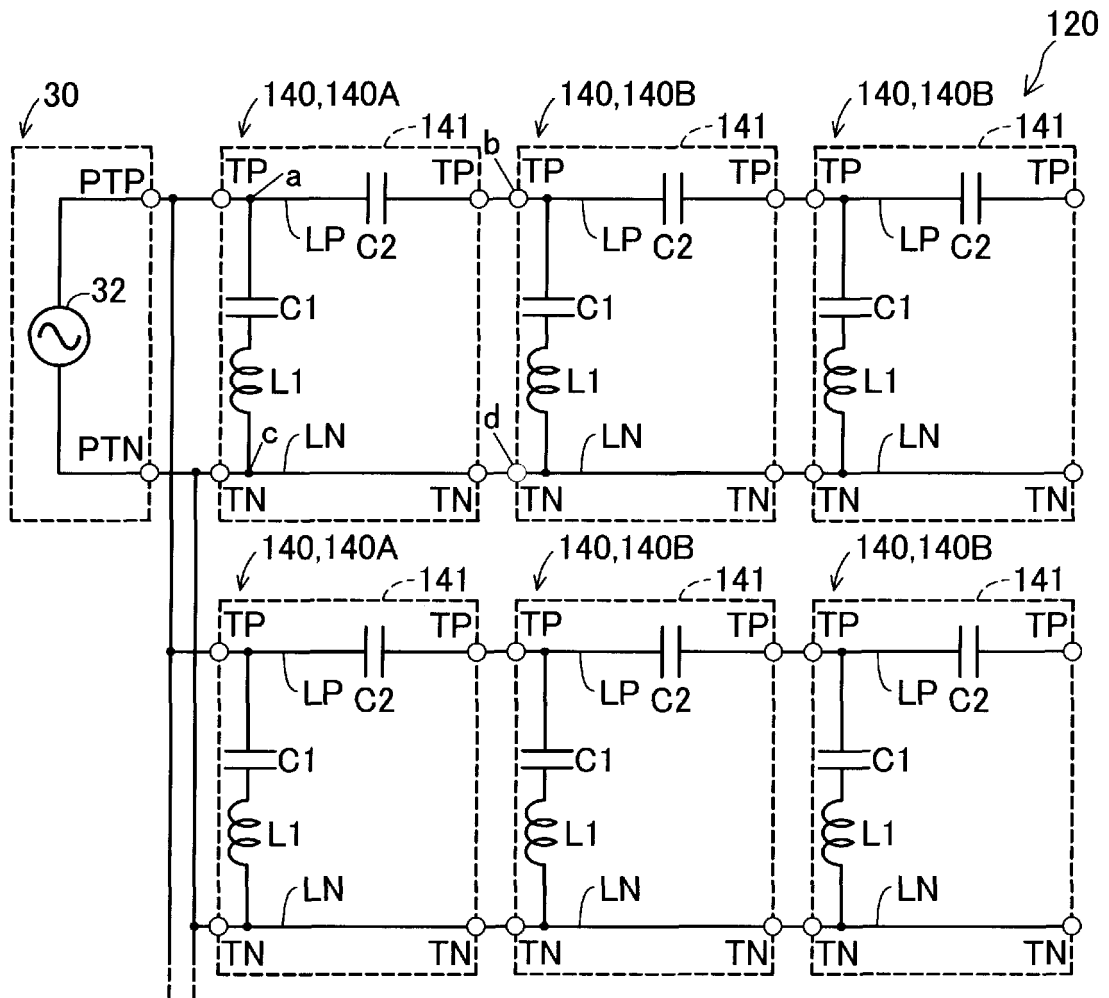 120
30
140,140A
140,140B
140,140B
141
141
141
b
PTP
TP
a
TP
TP
TP
TP
TP
LP
C2
LP
C2
LP
C2
32
C1
C1
C1
L1
L1
L1
PTN
c
LN
d
LN
LN
TN
TN
TN
TN
TN
TN
140,140A
140,140B
140,140B
141
141
141
TP
TP
TP
TP
TP
TP
LP
C2
LP
C2
LP
C2
C1
C1
C1
L1
L1
L1
LN
LN
LN
TN
TN
TN
TN
TN
TN